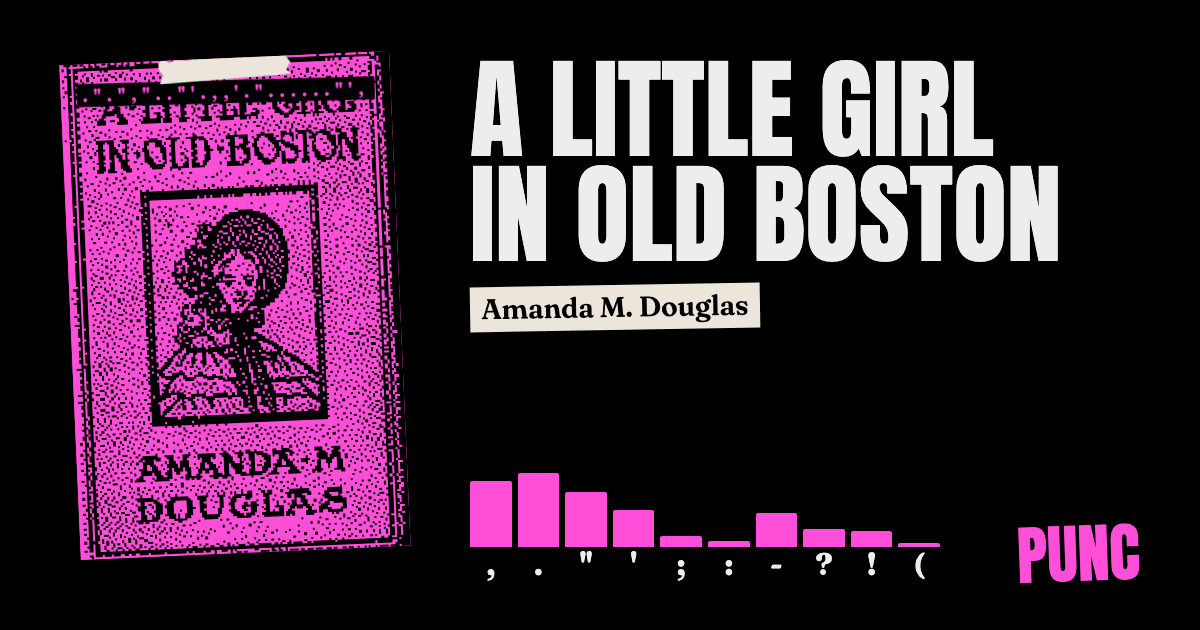 A LITTLE GIRL
IN·OLD·BOSTON
AMANDA·M
DOUGLAS
A LITTLE GIRL
IN OLD BOSTON
Amanda M. Douglas
, . " ' ; : - ? ! (
PUNC